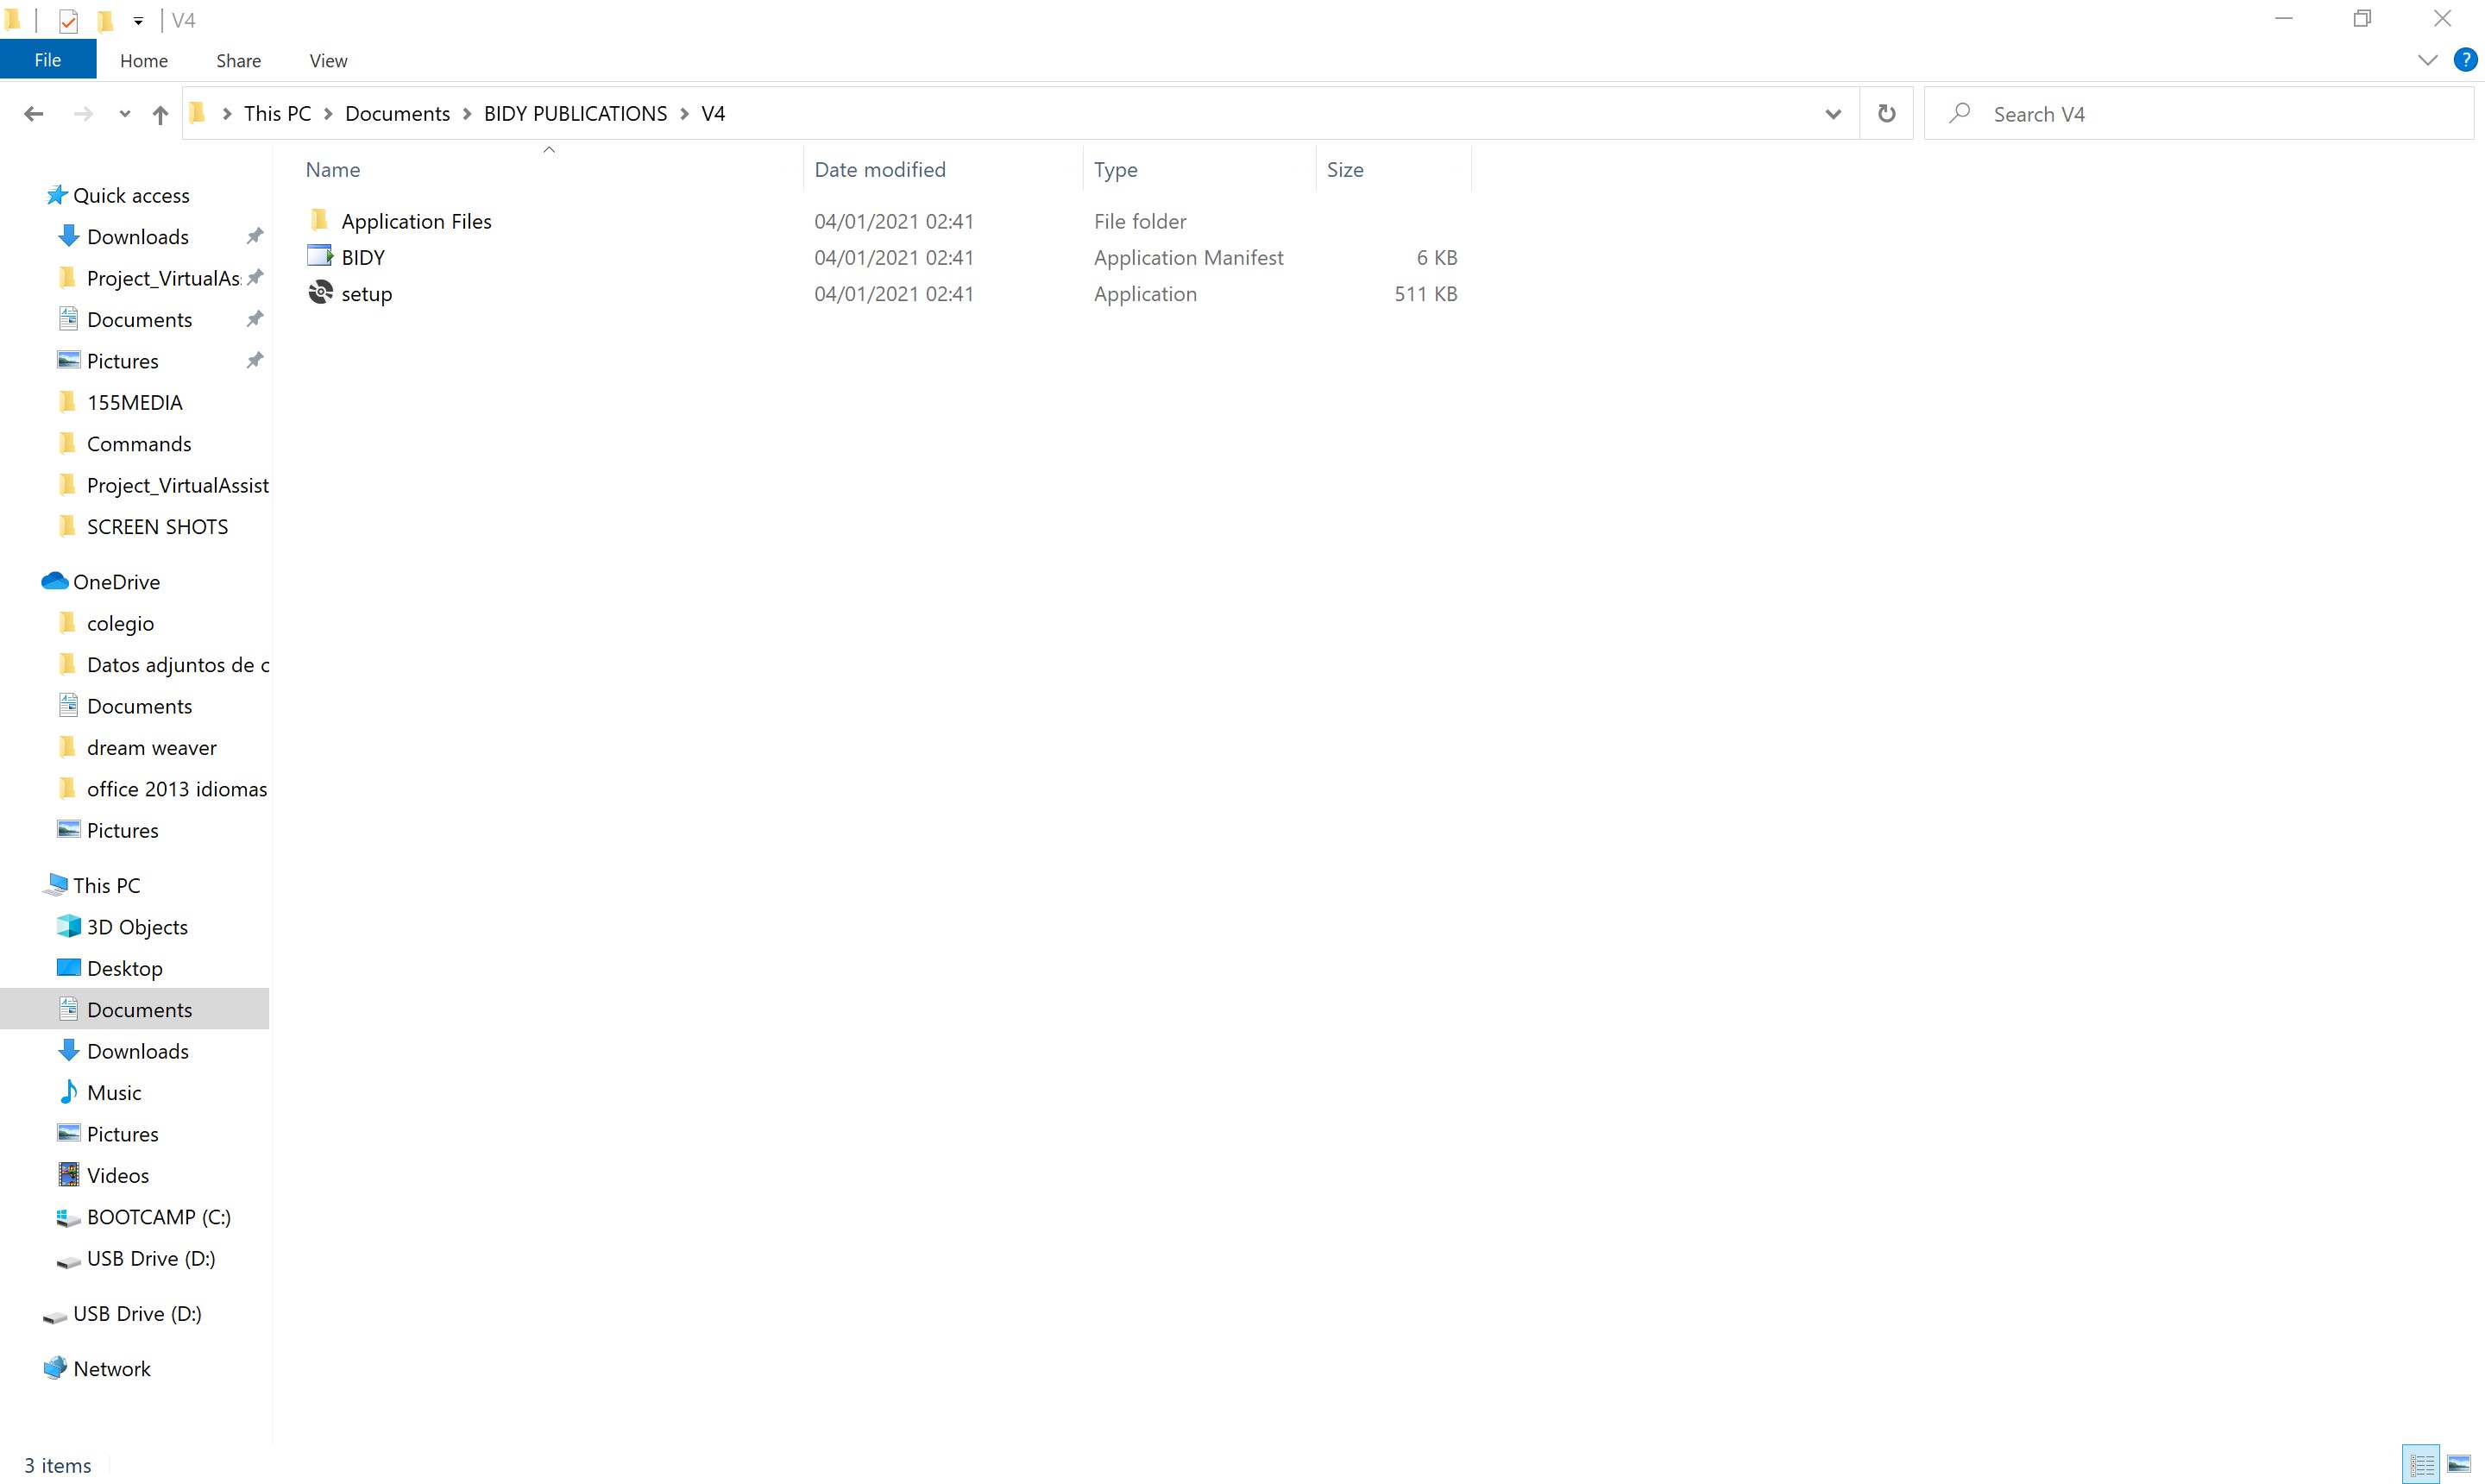 V4
File Home Share View
This PC Documents BIDY PUBLICATIONS V4
Search V4
Name Date modified Type Size
Application Files 04/01/2021 02:41 File folder
BIDY 04/01/2021 02:41 Application Manifest 6 KB
setup 04/01/2021 02:41 Application 511 KB
Quick access
Downloads
Project_VirtualAs
Documents
Pictures
155MEDIA
Commands
Project_VirtualAssist
SCREEN SHOTS
OneDrive
colegio
Datos adjuntos de c
Documents
dream weaver
office 2013 idiomas
Pictures
This PC
3D Objects
Desktop
Documents
Downloads
Music
Pictures
Videos
BOOTCAMP (C:)
USB Drive (D:)
USB Drive (D:)
Network
3 items